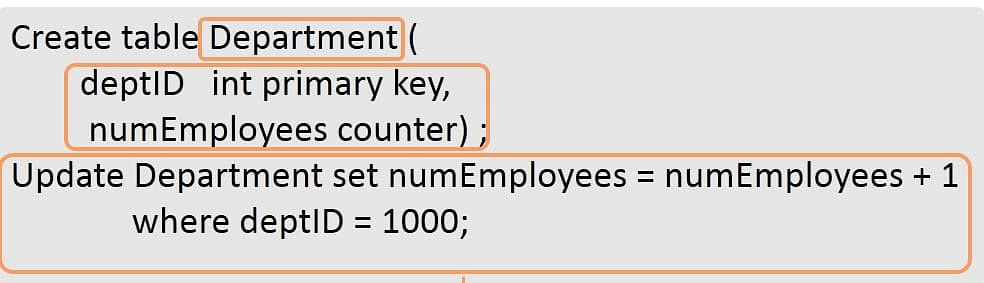 Create table Department (
deptID int primary key,
numEmployees counter) ;
Update Department set numEmployees = numEmployees + 1
where deptID = 1000;